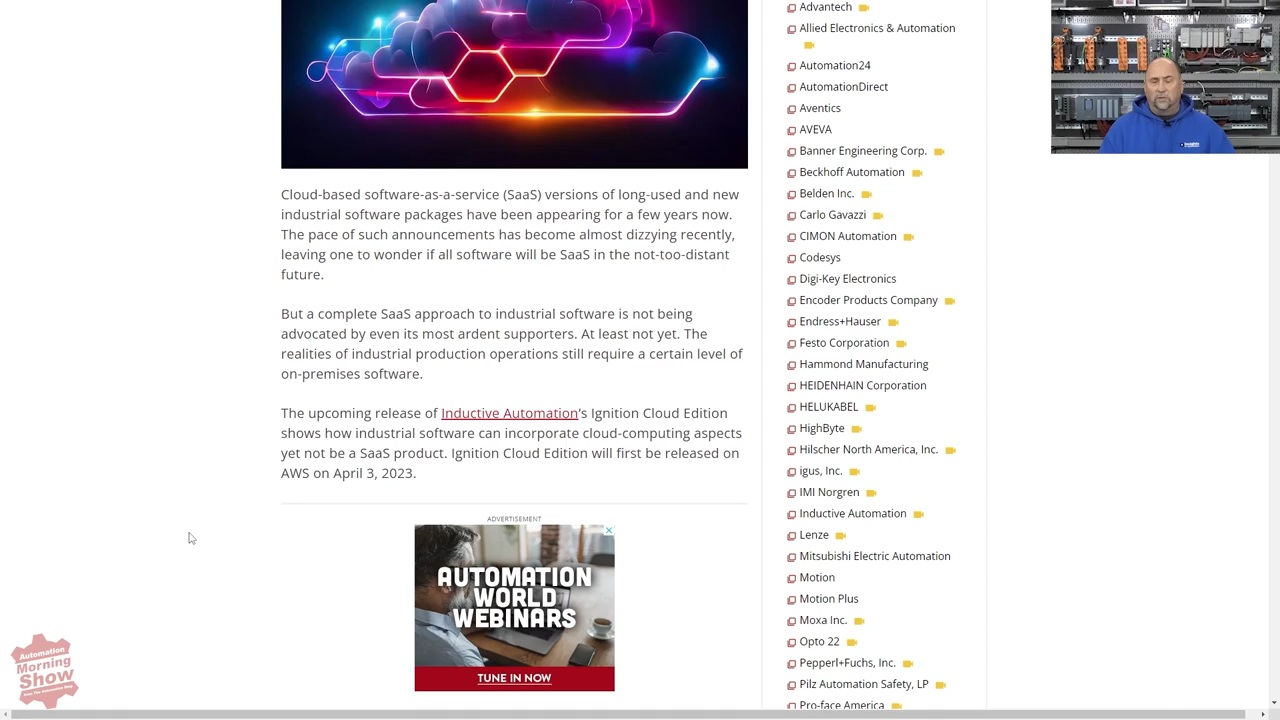 Cloud-based software-as-a-service (SaaS) versions of long-used and new
industrial software packages have been appearing for a few years now.
The pace of such announcements has become almost dizzying recently,
leaving one to wonder if all software will be SaaS in the not-too-distant
future.
But a complete SaaS approach to industrial software is not being
advocated by even its most ardent supporters. At least not yet. The
realities of industrial production operations still require a certain level of
on-premises software.
The upcoming release of Inductive Automation's Ignition Cloud Edition
shows how industrial software can incorporate cloud-computing aspects
yet not be a SaaS product. Ignition Cloud Edition will first be released on
AWS on April 3, 2023.
ADVERTISEMENT
AUTOMATION
WORLD
WEBINARS
TUNE IN NOW
Advantech
Allied Electronics & Automation
Automation24
AutomationDirect
Aventics
AVEVA
Banner Engineering Corp.
Beckhoff Automation
Belden Inc.
Carlo Gavazzi
CIMON Automation
Codesys
Digi-Key Electronics
Encoder Products Company
Endress+Hauser
Festo Corporation
Hammond Manufacturing
HEIDENHAIN Corporation
HELUKABEL
HighByte
Hilscher North America, Inc.
igus, Inc.
IMI Norgren
Inductive Automation
Lenze
Mitsubishi Electric Automation
Motion
Motion Plus
Moxa Inc.
Opto 22
Pepperl+Fuchs, Inc.
Pilz Automation Safety, LP
Pro-face America
Automation
Morning
Show